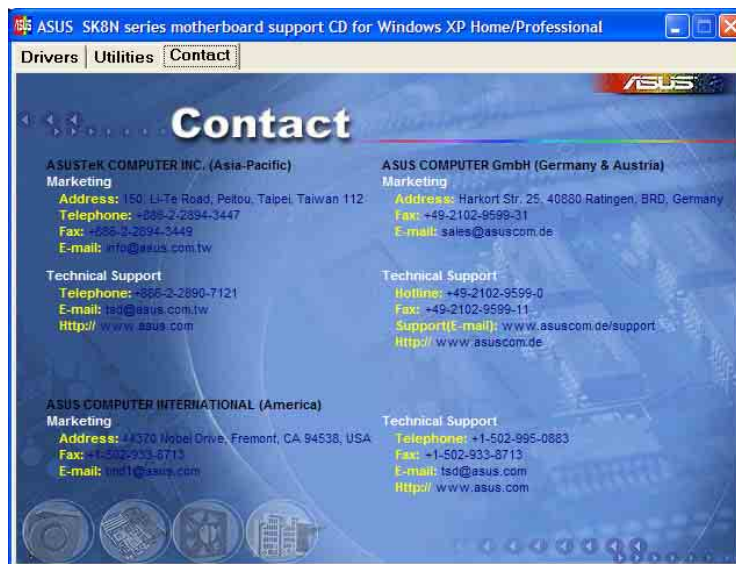 ASUS SK8N series motherboard support CD for Windows XP Home/Professional
Drivers
Utilities
Contact
ASUS
Contact
ASUSTeK COMPUTER INC. (Asia-Pacific)
Marketing
Address: 150, Li-Te Road, Peitou, Taipei, Taiwan 112
Telephone: +886-2-2894-3447
Fax: +886-2-2894-3449
E-mail: info@asus.com.tw
Technical Support
Telephone: +886-2-2890-7121
E-mail: tsd@asus.com.tw
Http:// www.asus.com
ASUS COMPUTER GmbH (Germany & Austria)
Marketing
Address: Harkort Str. 25, 40880 Ratingen, BRD, Germany
Fax: +49-2102-9599-31
E-mail: sales@asuscom.de
Technical Support
Hotline: +49-2102-9599-0
Fax: +49-2102-9599-11
Support(E-mail): www.asuscom.de/support
Http:// www.asuscom.de
ASUS COMPUTER INTERNATIONAL (America)
Marketing
Address: 44370 Nobel Drive, Fremont, CA 94538, USA
Fax: +1-502-933-8713
E-mail: tmd1@asus.com
Technical Support
Telephone: +1-502-995-0883
Fax: +1-502-933-8713
E-mail: tsd@asus.com
Http:// www.asus.com